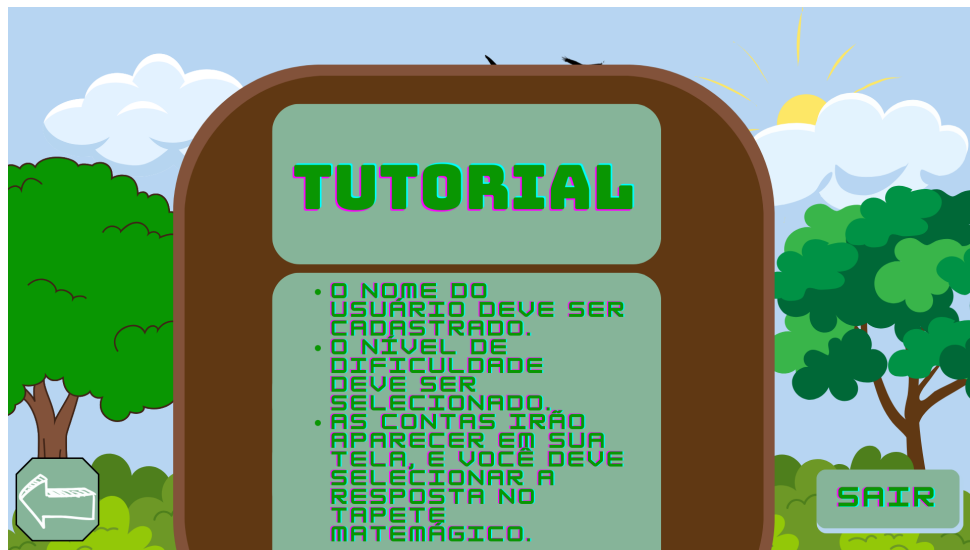 TUTORIAL
• O NOME DO
USUÁRIO DEVE SER
CADASTRADO.
• O NÍVEL DE
DIFICULDADE
DEVE SER
SELECIONADO.
• AS CONTAS IRÃO
APARECER EM SUA
TELA, E VOCÊ DEVE
SELECIONAR A
RESPOSTA NO
TAPETE
MATEMÁGICO.
SAIR